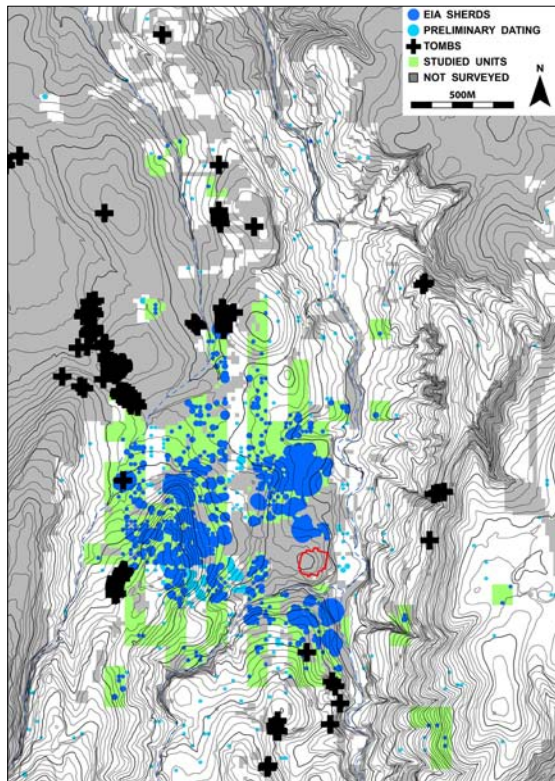 EIA SHERDS
PRELIMINARY DATING
TOMBS
STUDIED UNITS
NOT SURVEYED
N
500M